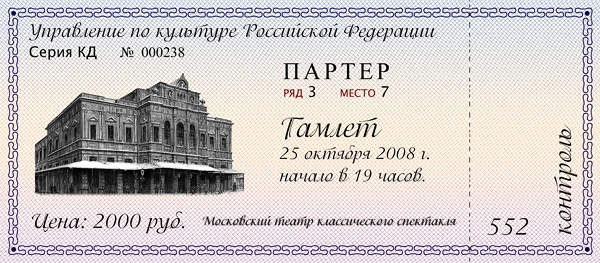 Управление по культуре Российской Федерации
Серия КД № 000238
ПАРТЕР
РЯД 3 МЕСТО 7
Гамлет
25 октября 2008 г.
начало в 19 часов.
Цена: 2000 руб.
Московский театр классического спектакля
552
контроль